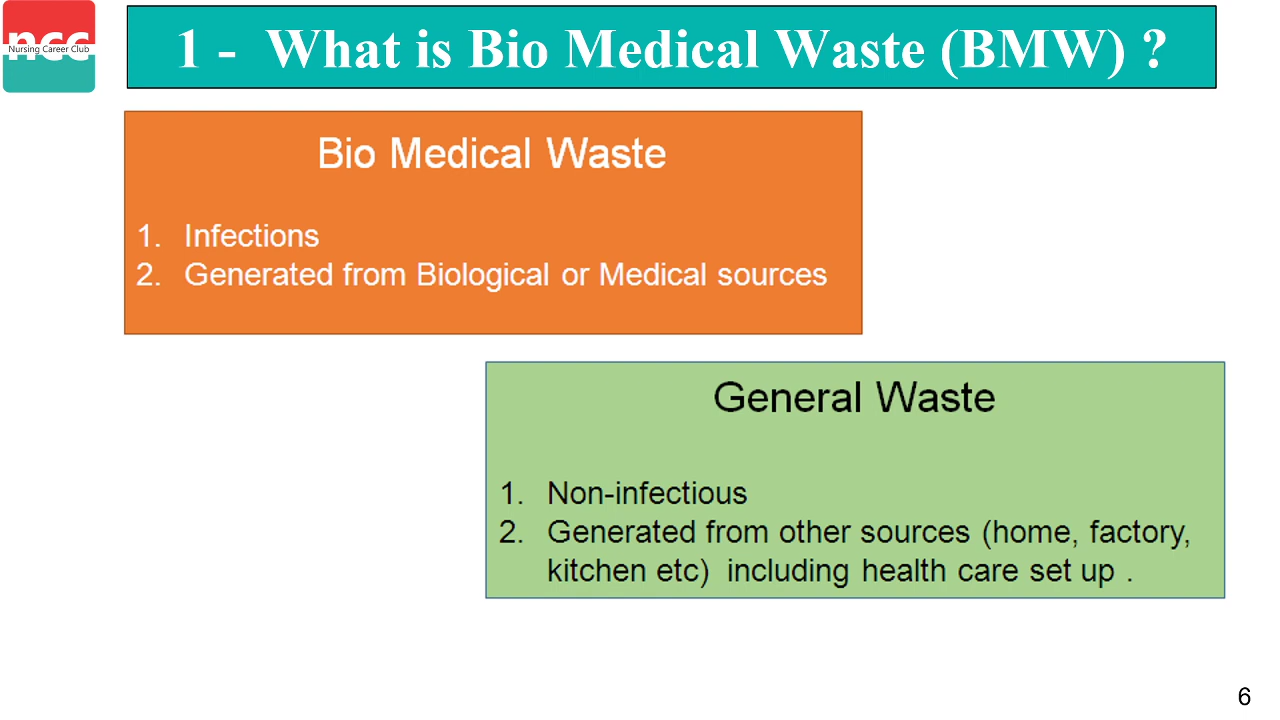 ncc
Nursing Career Club
1 - What is Bio Medical Waste (BMW) ?
Bio Medical Waste
1. Infections
2. Generated from Biological or Medical sources
General Waste
1. Non-infectious
2. Generated from other sources (home, factory,
kitchen etc) including health care set up .
6